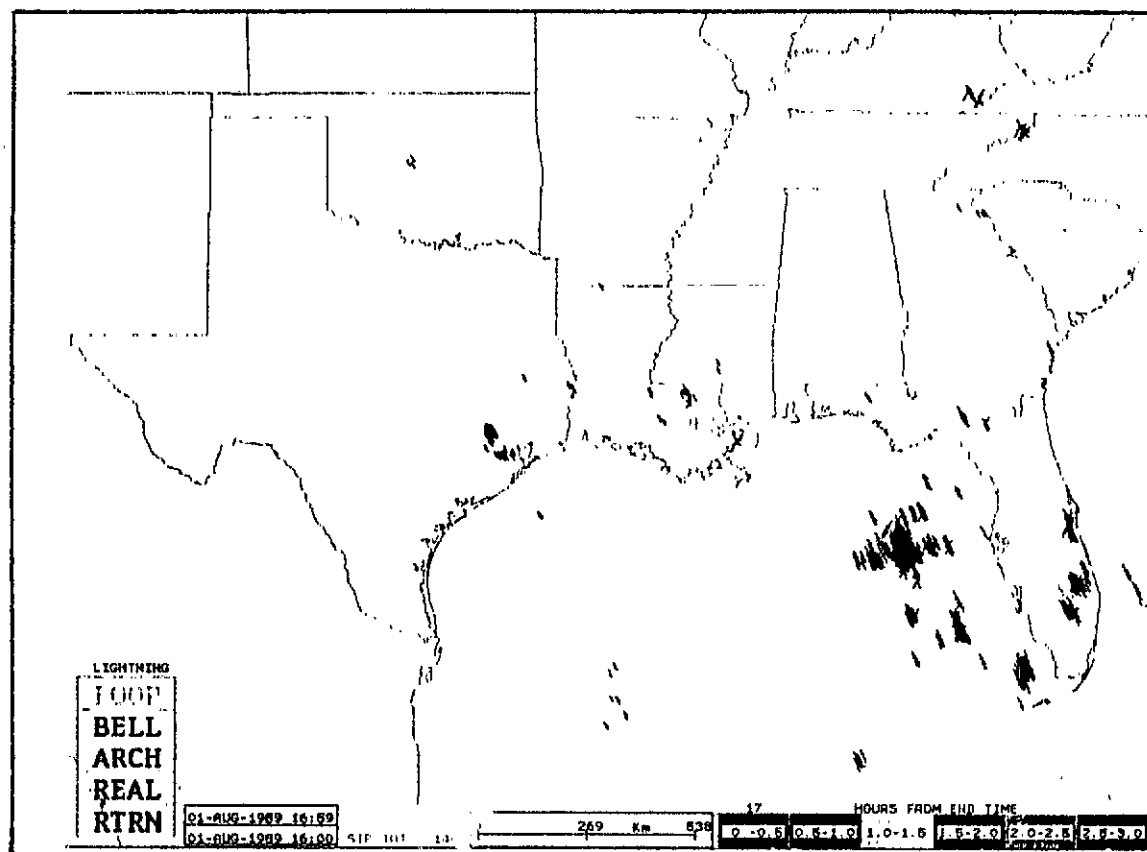 LIGHTNING
LOOP
BELL
ARCH
REAL
RTRN
01-AUG-1989 16:59
01-AUG-1989 16:00
269 Km 538
17
HOURS FROM END TIME
0 -0.5 0.5-1.0 1.0-1.5 1.5-2.0 2.0-2.5 2.5-3.0